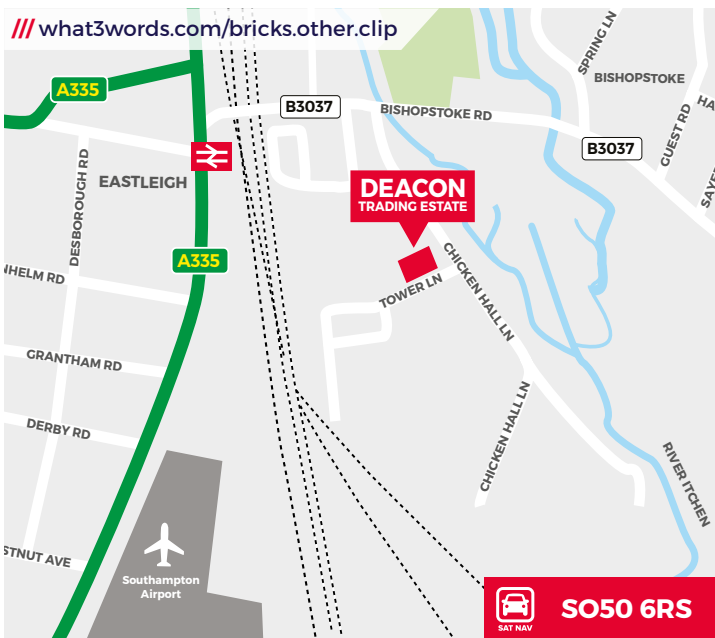 /// what3words.com/bricks.other.clip
SPRING LN
BISHOPSTOKE
A335
B3037
BISHOPSTOKE RD
HA
GUEST RD
B3037
DESBOROUGH RD
EASTLEIGH
SAYE
DEACON
TRADING ESTATE
A335
CHICKEN HALL LN
NHELM RD
TOWER LN
GRANTHAM RD
CHICKEN HALL LN
DERBY RD
RIVER ITCHEN
STNUT AVE
Southampton
Airport
SAT NAV
SO50 6RS